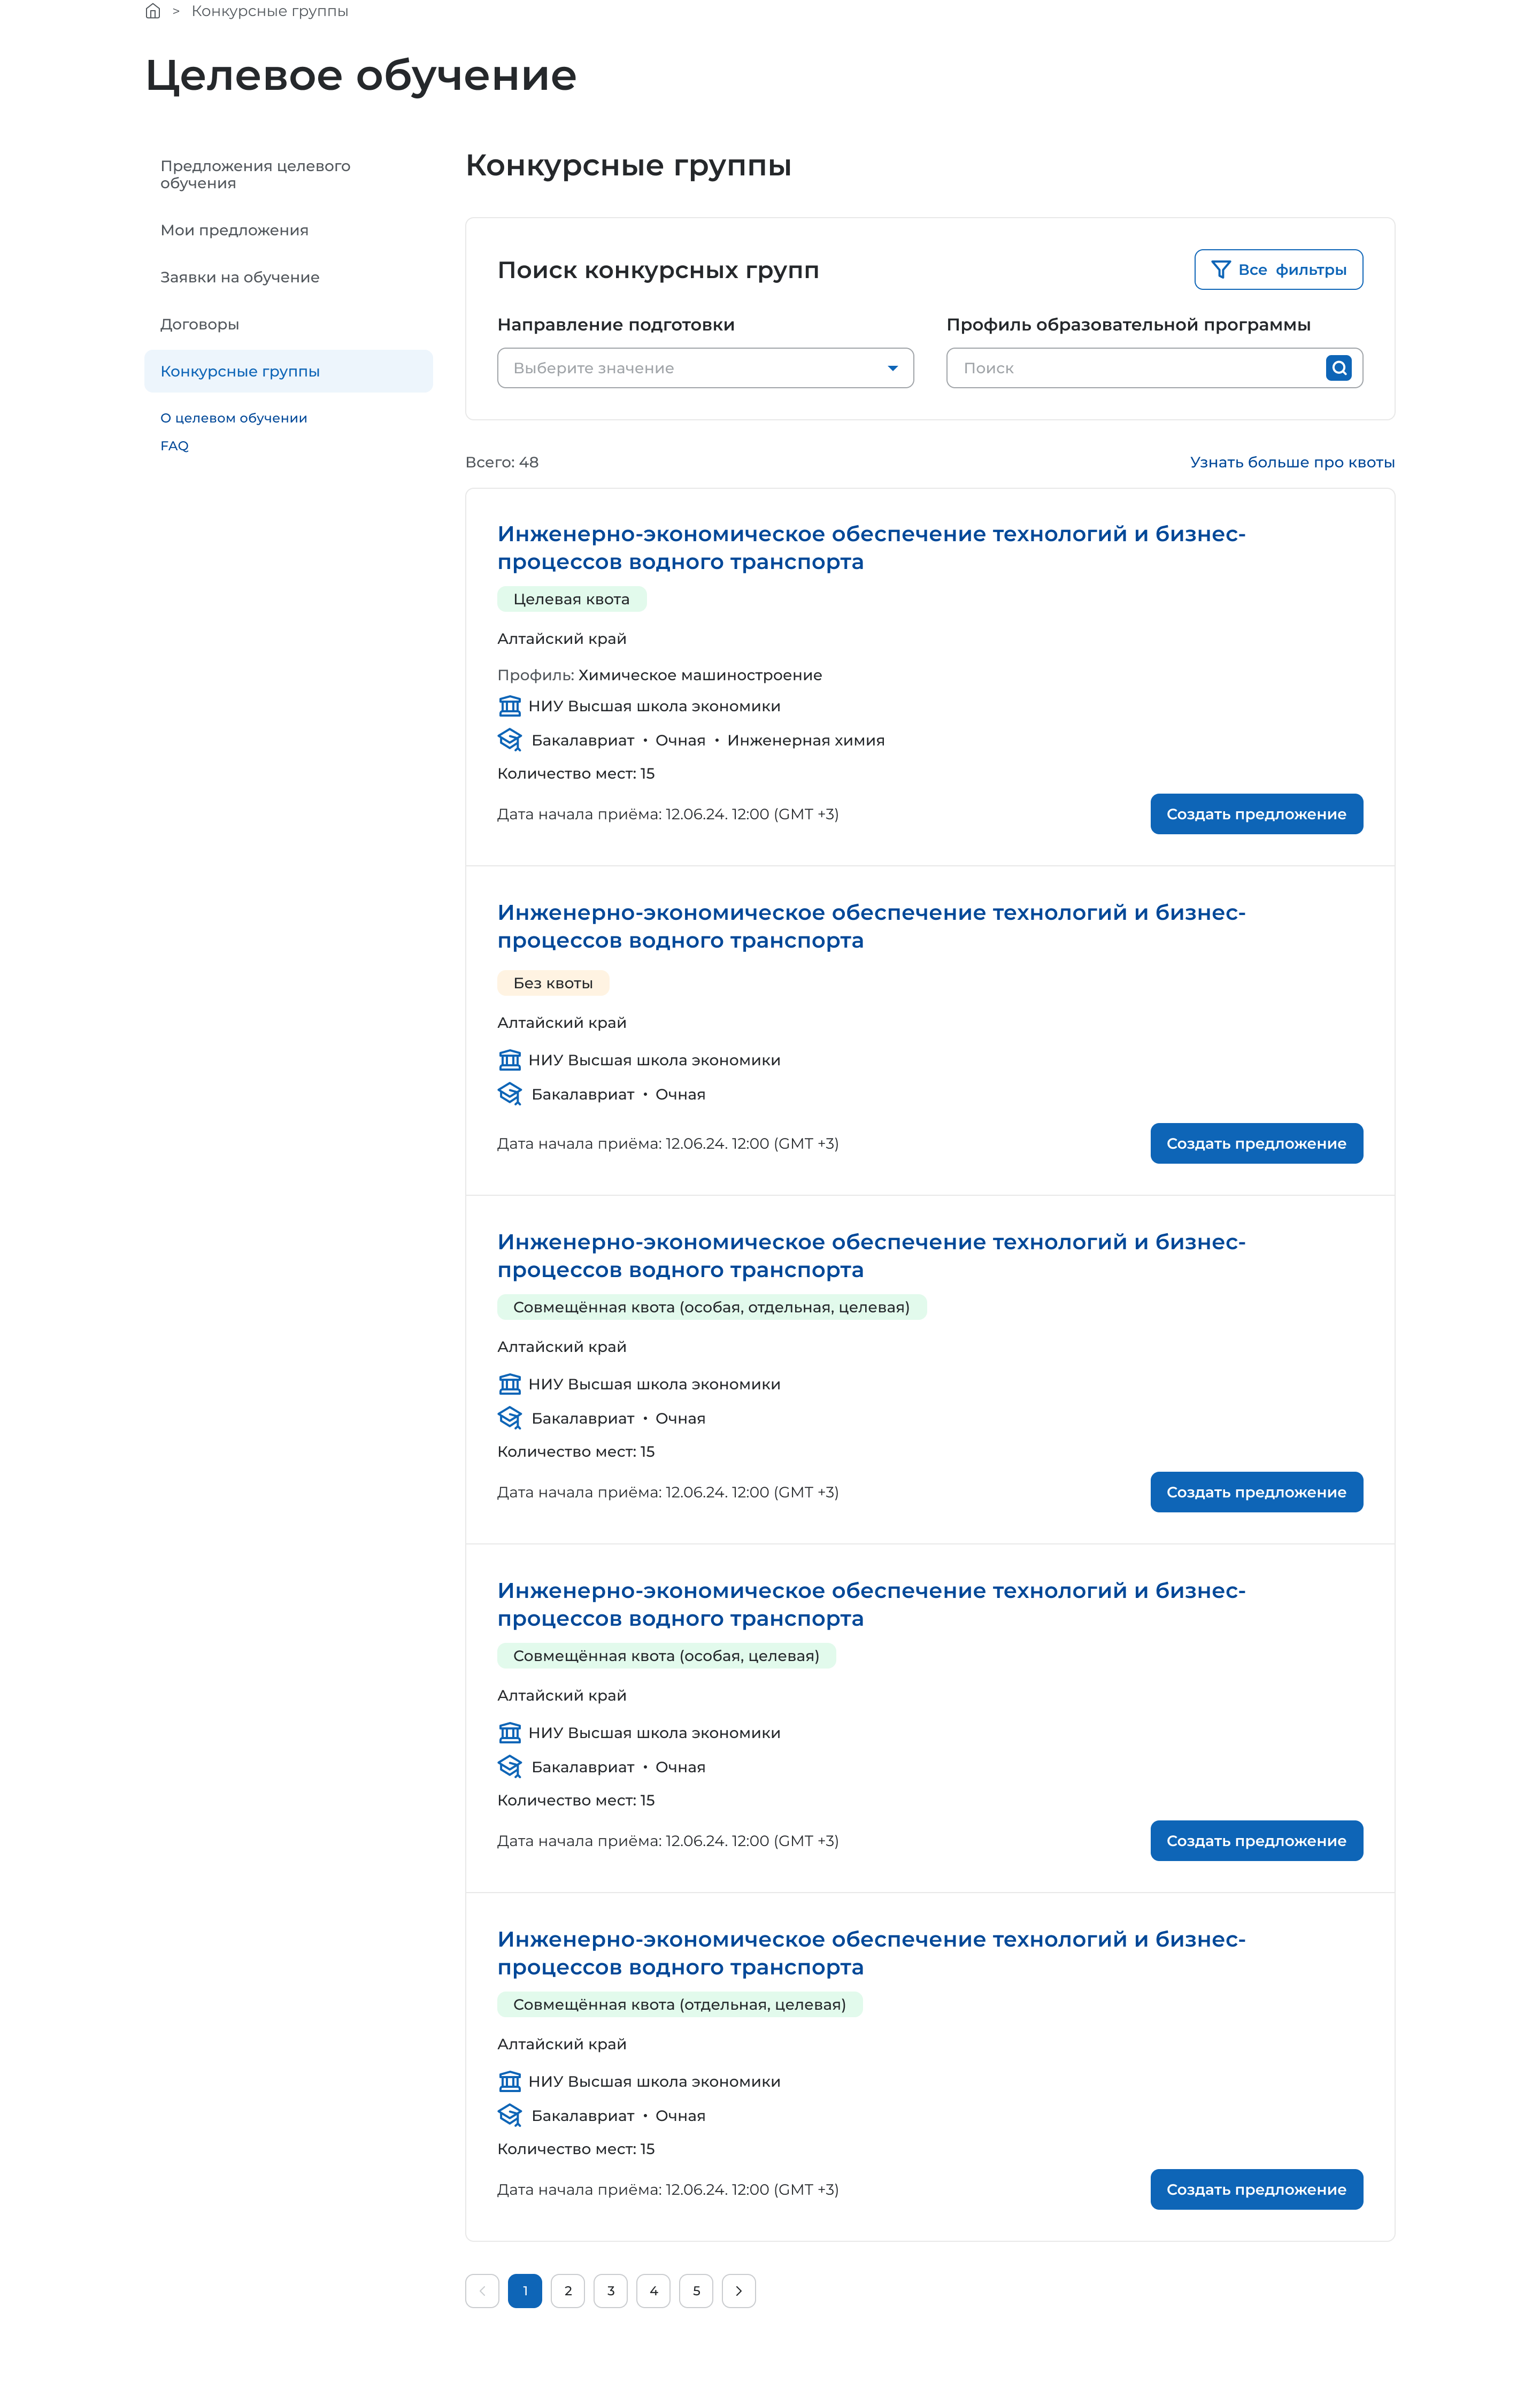 > Конкурсные группы
Целевое обучение
Предложения целевого
обучения
Мои предложения
Заявки на обучение
Договоры
Конкурсные группы
О целевом обучении
FAQ
Конкурсные группы
Поиск конкурсных групп
Все фильтры
Направление подготовки
Выберите значение
Профиль образовательной программы
Поиск
Всего: 48
Узнать больше про квоты
Инженерно-экономическое обеспечение технологий и бизнес-
процессов водного транспорта
Целевая квота
Алтайский край
Профиль: Химическое машиностроение
НИУ Высшая школа экономики
Бакалавриат • Очная • Инженерная химия
Количество мест: 15
Дата начала приёма: 12.06.24. 12:00 (GMT +3)
Создать предложение
Инженерно-экономическое обеспечение технологий и бизнес-
процессов водного транспорта
Без квоты
Алтайский край
НИУ Высшая школа экономики
Бакалавриат • Очная
Дата начала приёма: 12.06.24. 12:00 (GMT +3)
Создать предложение
Инженерно-экономическое обеспечение технологий и бизнес-
процессов водного транспорта
Совмещённая квота (особая, отдельная, целевая)
Алтайский край
НИУ Высшая школа экономики
Бакалавриат • Очная
Количество мест: 15
Дата начала приёма: 12.06.24. 12:00 (GMT +3)
Создать предложение
Инженерно-экономическое обеспечение технологий и бизнес-
процессов водного транспорта
Совмещённая квота (особая, целевая)
Алтайский край
НИУ Высшая школа экономики
Бакалавриат • Очная
Количество мест: 15
Дата начала приёма: 12.06.24. 12:00 (GMT +3)
Создать предложение
Инженерно-экономическое обеспечение технологий и бизнес-
процессов водного транспорта
Совмещённая квота (отдельная, целевая)
Алтайский край
НИУ Высшая школа экономики
Бакалавриат • Очная
Количество мест: 15
Дата начала приёма: 12.06.24. 12:00 (GMT +3)
Создать предложение
1 2 3 4 5